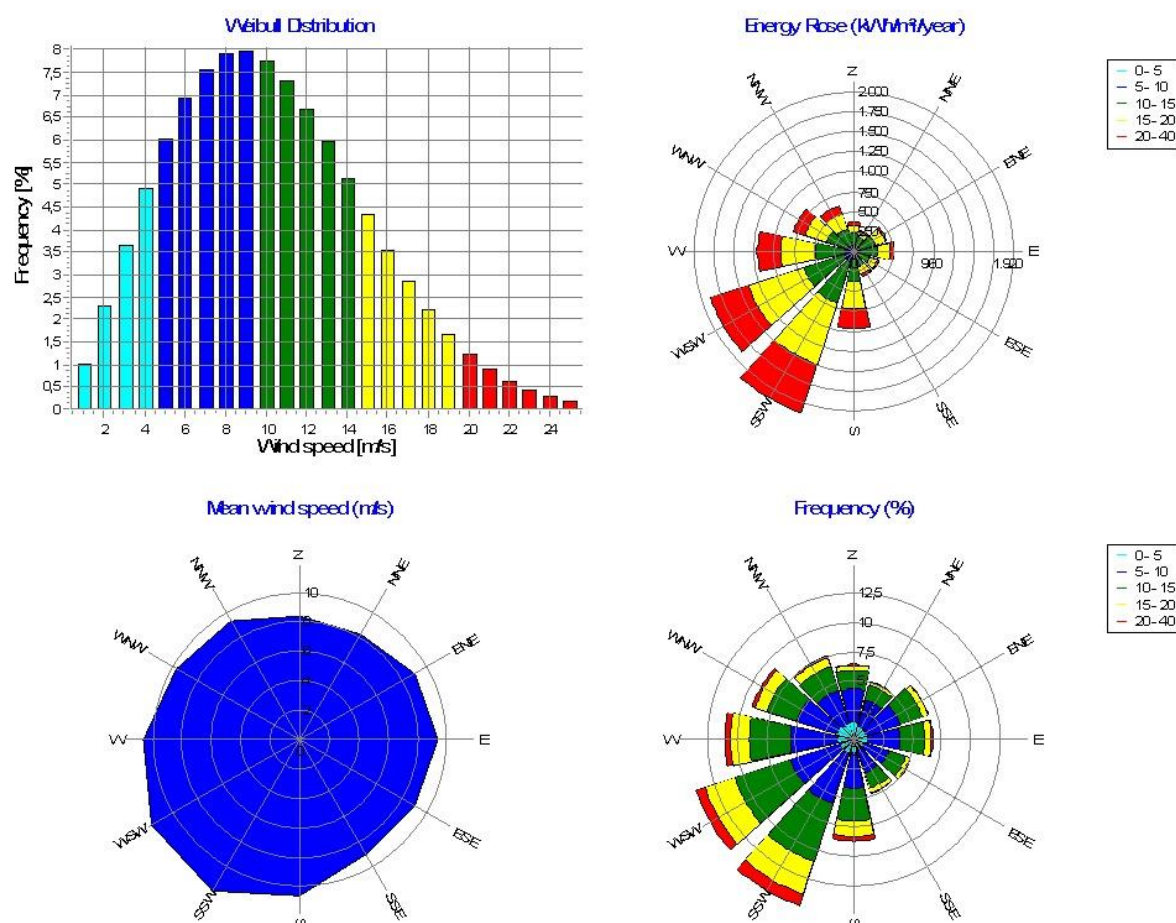 Weibull Distribution
Frequency [%]
8
7,5
7
6,5
6
5,5
5
4,5
4
3,5
3
2,5
2
1,5
1
0,5
0
2 4 6 8 10 12 14 16 18 20 22 24
Wind speed [m/s]
Energy Rose (kWh/m²/year)
N
NNE
ENE
E
ESE
SSE
S
SSW
WSW
W
WNW
NNW
2.000
1.750
1.500
1.250
1.000
750
500
960
1.920
0- 5
5- 10
10- 15
15- 20
20- 40
Mean wind speed (m/s)
N
NNE
ENE
E
ESE
SSE
S
SSW
WSW
W
WNW
NNW
10
Frequency (%)
N
NNE
ENE
E
ESE
SSE
SSW
WSW
W
WNW
NNW
12,5
10
7,5
0- 5
5- 10
10- 15
15- 20
20- 40